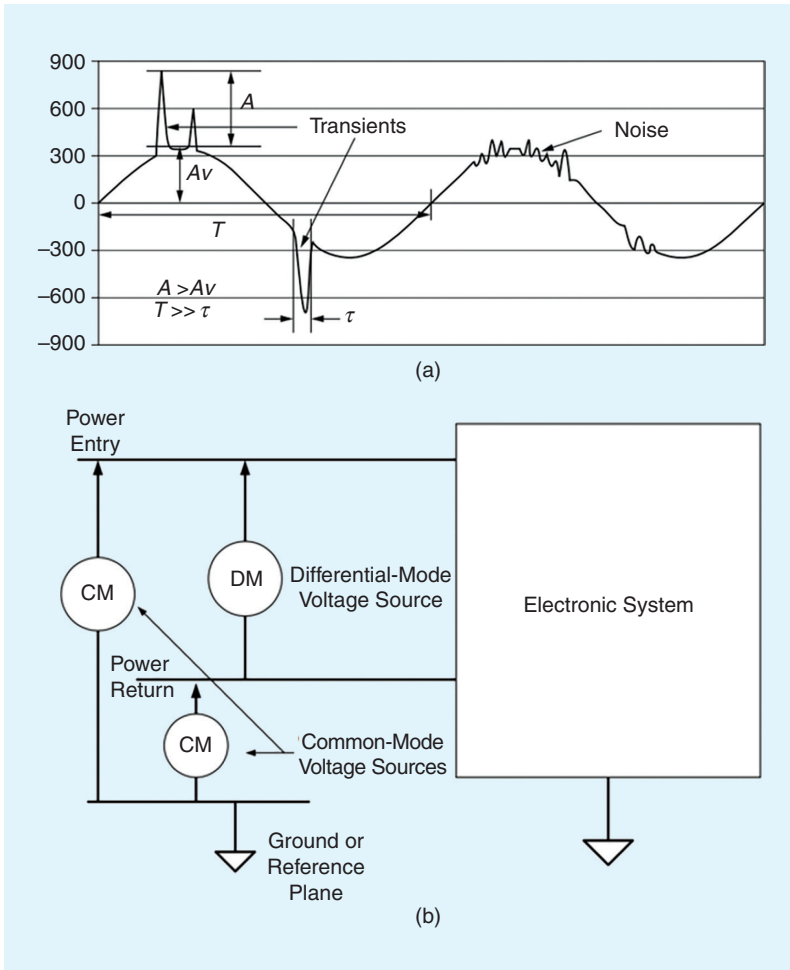 900
600
300
0
–300
–600
–900
A
Transients
Noise
Av
T
A >Av
T >> τ
τ
(a)
Power
Entry
CM
DM
Differential-Mode
Voltage Source
Electronic System
Power
Return
CM
Common-Mode
Voltage Sources
Ground or
Reference
Plane
(b)